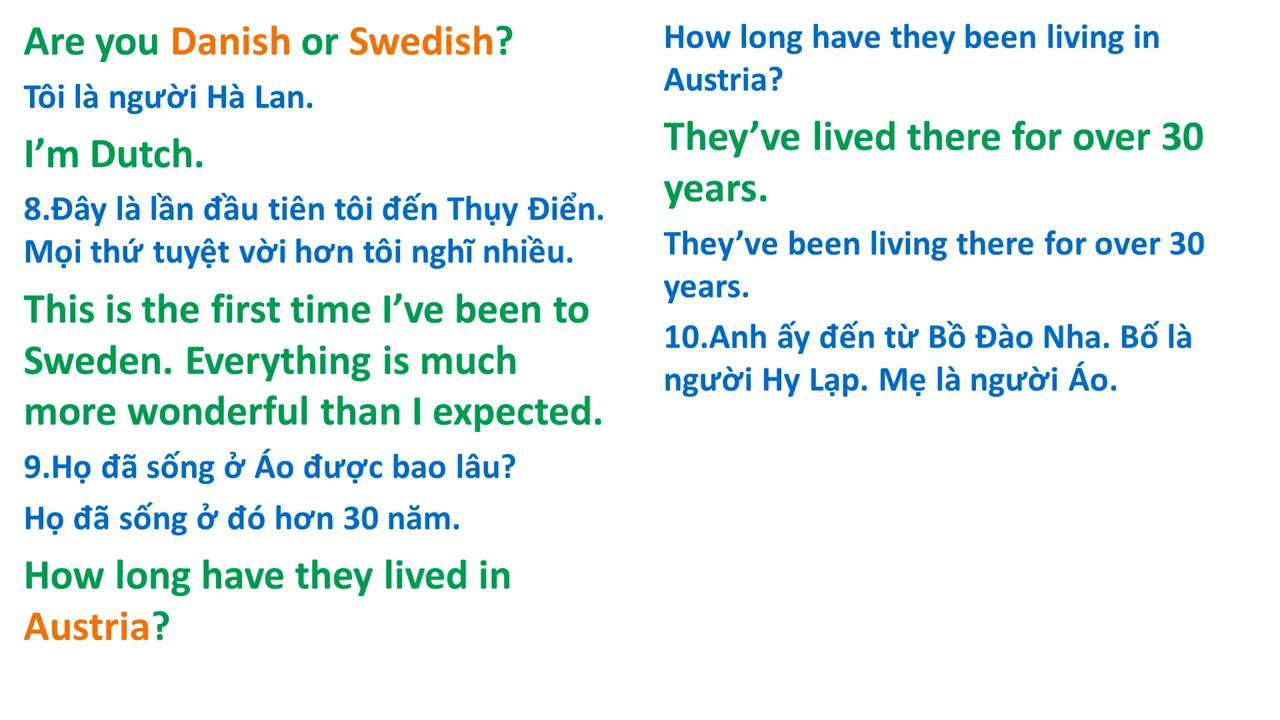 Are you Danish or Swedish?
Tôi là người Hà Lan.
I’m Dutch.
8.Đây là lần đầu tiên tôi đến Thụy Điển.
Mọi thứ tuyệt vời hơn tôi nghĩ nhiều.
This is the first time I’ve been to
Sweden. Everything is much
more wonderful than I expected.
9.Họ đã sống ở Áo được bao lâu?
Họ đã sống ở đó hơn 30 năm.
How long have they lived in
Austria?
How long have they been living in
Austria?
They’ve lived there for over 30
years.
They’ve been living there for over 30
years.
10.Anh ấy đến từ Bồ Đào Nha. Bố là
người Hy Lạp. Mẹ là người Áo.